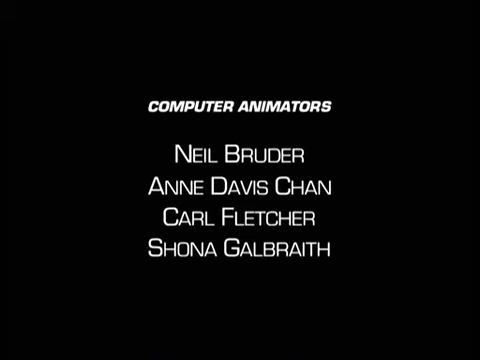 COMPUTER ANIMATORS
NEIL BRUDER
ANNE DAVIS CHAN
CARL FLETCHER
SHONA GALBRAITH